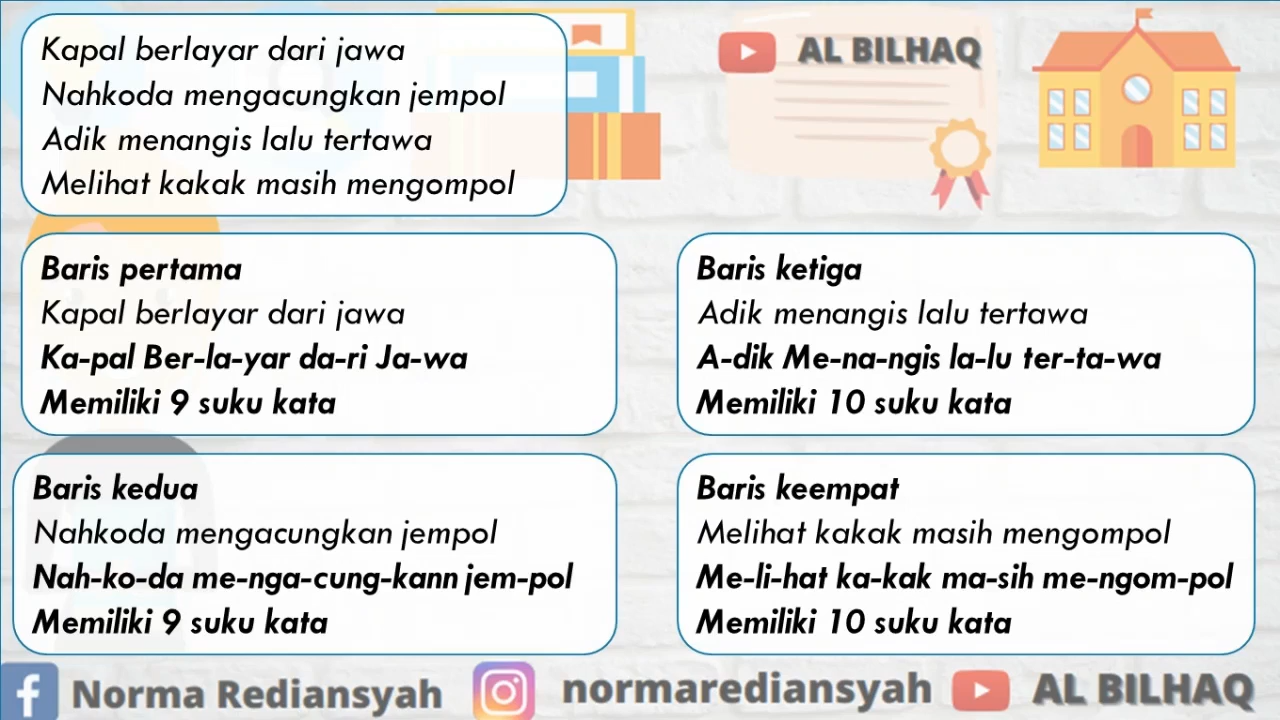 Kapal berlayar dari jawa
Nahkoda mengacungkan jempol
Adik menangis lalu tertawa
Melihat kakak masih mengompol
AL BILHAQ
Baris pertama
Kapal berlayar dari jawa
Ka-pal Ber-la-yar da-ri Ja-wa
Memiliki 9 suku kata
Baris ketiga
Adik menangis lalu tertawa
A-dik Me-na-ngis la-lu ter-ta-wa
Memiliki 10 suku kata
Baris kedua
Nahkoda mengacungkan jempol
Nah-ko-da me-nga-cung-kann jem-pol
Memiliki 9 suku kata
Baris keempat
Melihat kakak masih mengompol
Me-li-hat ka-kak ma-sih me-ngom-pol
Memiliki 10 suku kata
Norma Rediansyah
normarediansyah
AL BILHAQ